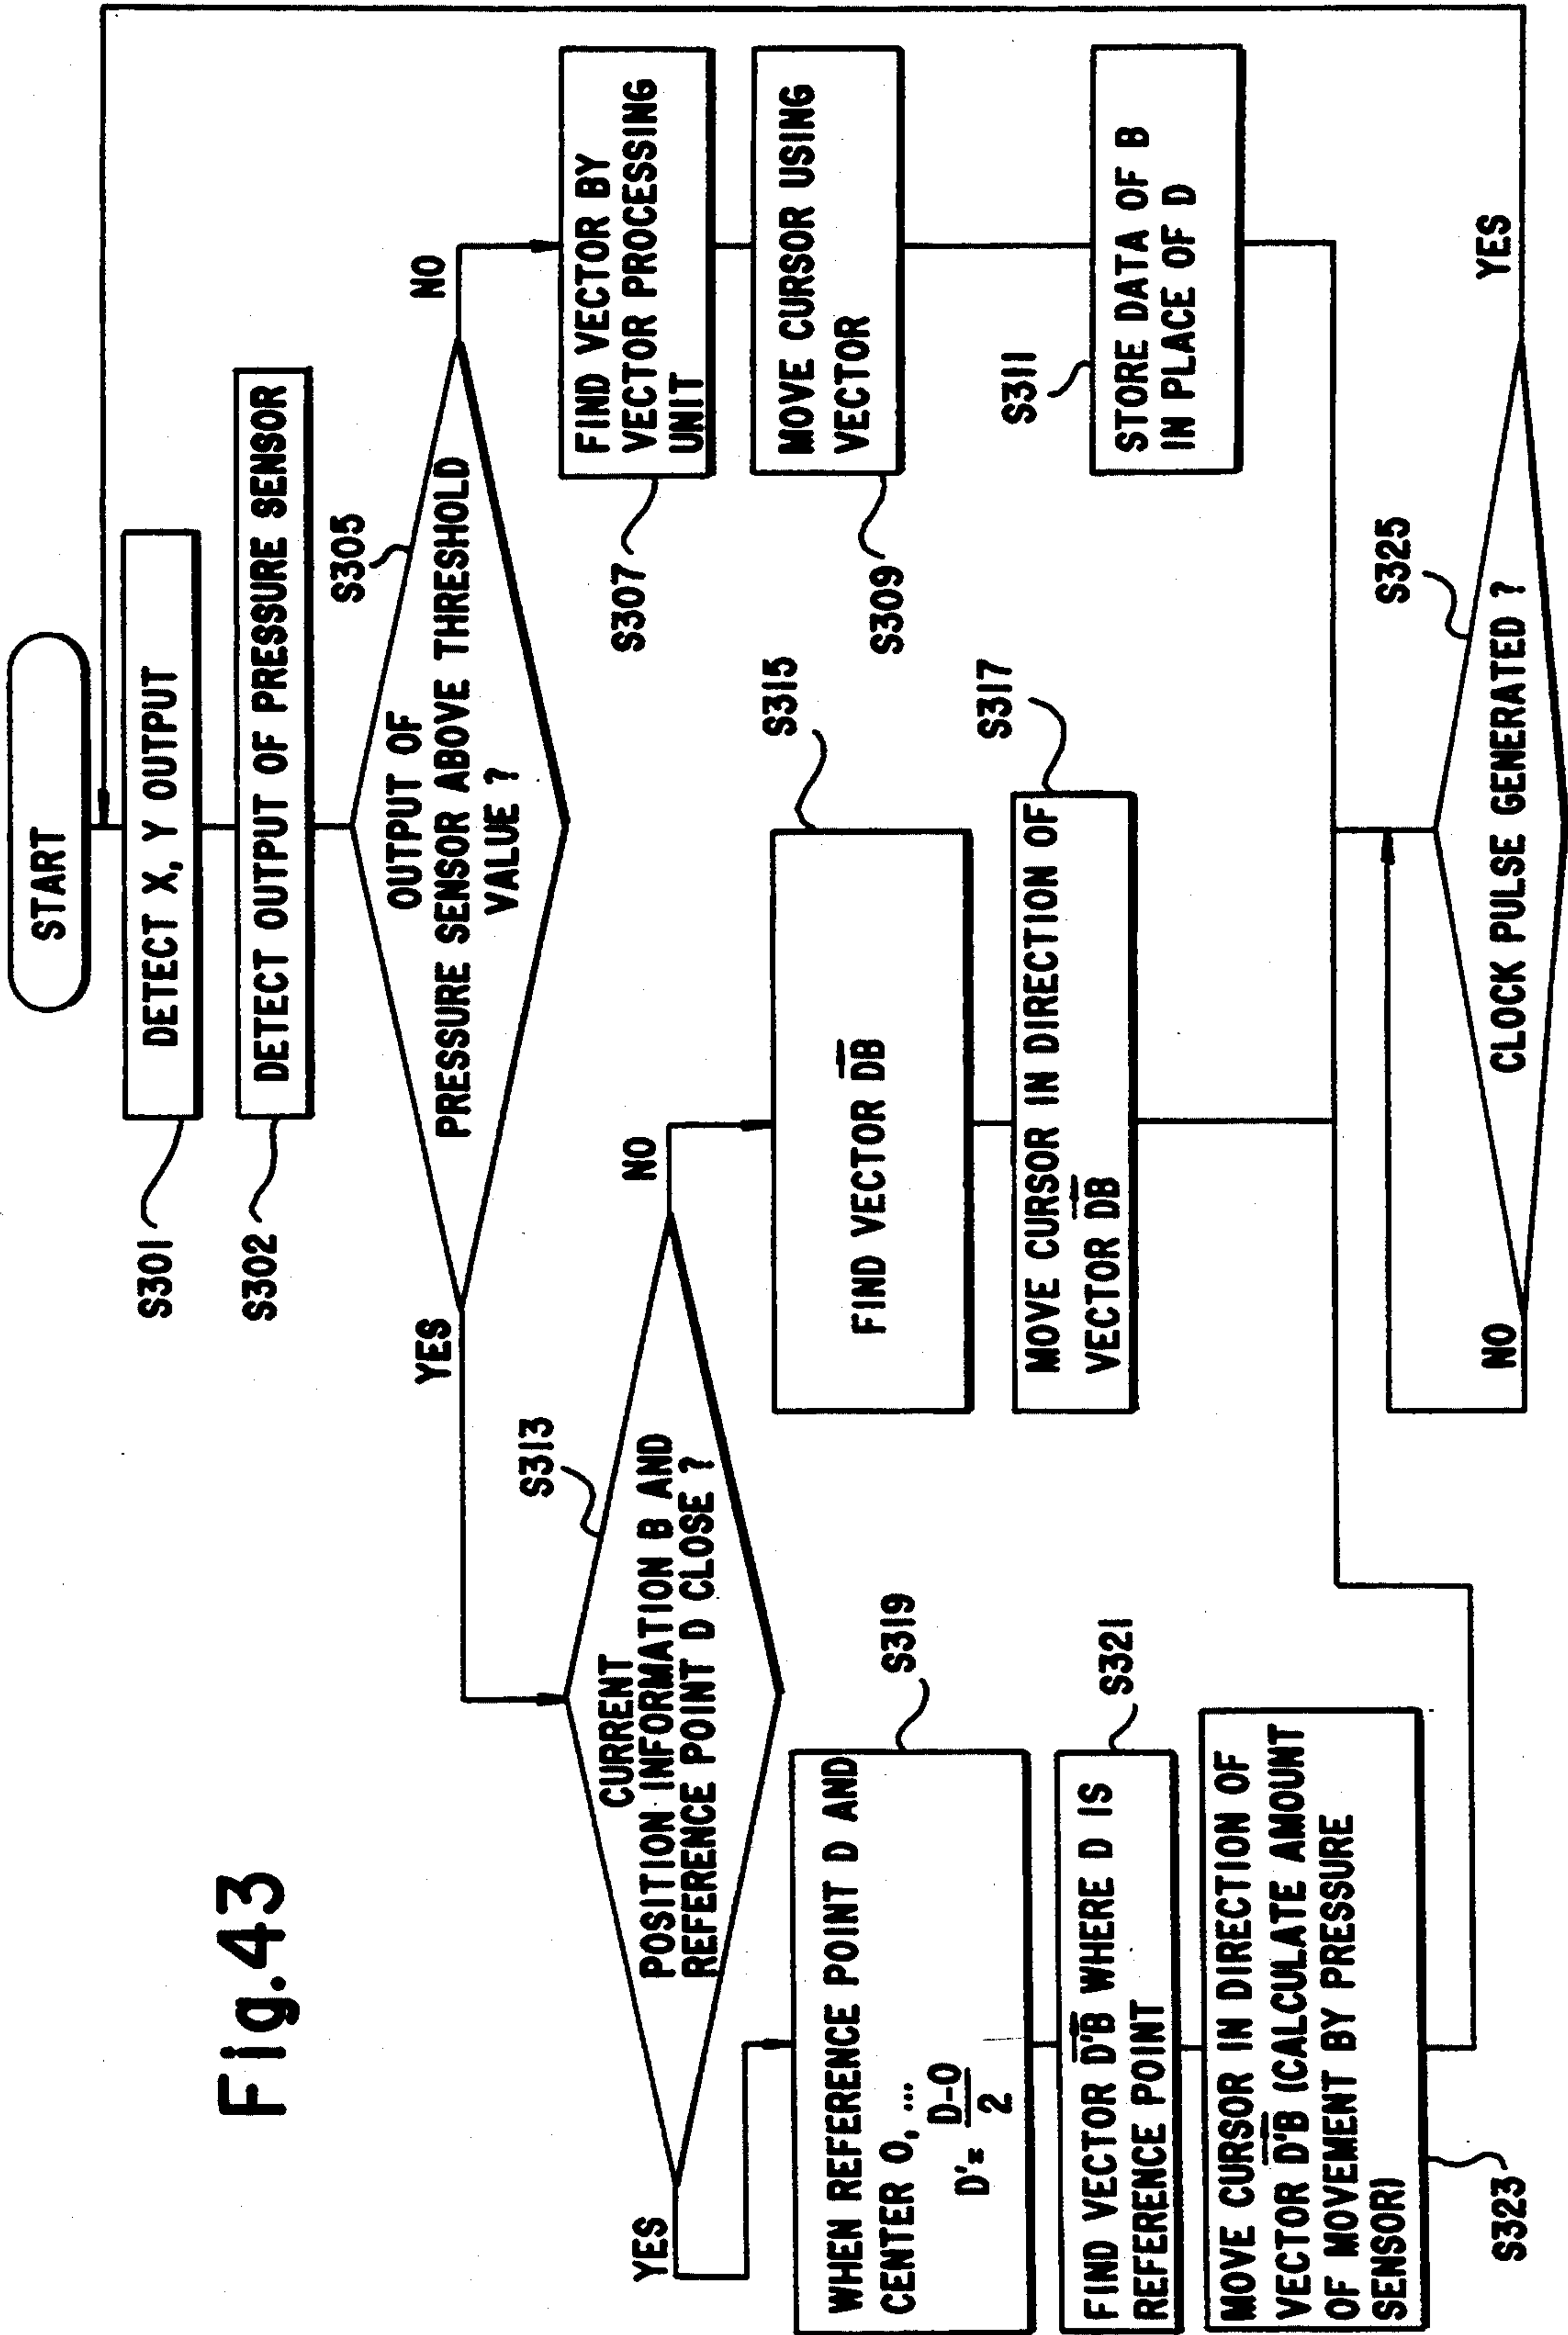 Fig.43
START
DETECT X, Y OUTPUT
S301
DETECT OUTPUT OF PRESSURE SENSOR
S302
OUTPUT OF
PRESSURE SENSOR ABOVE THRESHOLD
VALUE ?
S305
YES
NO
FIND VECTOR BY
VECTOR PROCESSING
UNIT
S307
MOVE CURSOR USING
VECTOR
S309
STORE DATA OF B
IN PLACE OF D
S311
CURRENT
POSITION INFORMATION B AND
REFERENCE POINT D CLOSE ?
S313
YES
NO
FIND VECTOR DB
S315
MOVE CURSOR IN DIRECTION OF
VECTOR DB
S317
WHEN REFERENCE POINT D AND
CENTER O, ...
D'= D-O
2
S319
FIND VECTOR D'B WHERE D IS
REFERENCE POINT
S321
MOVE CURSOR IN DIRECTION OF
VECTOR D'B (CALCULATE AMOUNT
OF MOVEMENT BY PRESSURE
SENSOR)
S323
CLOCK PULSE GENERATED ?
S325
NO
YES